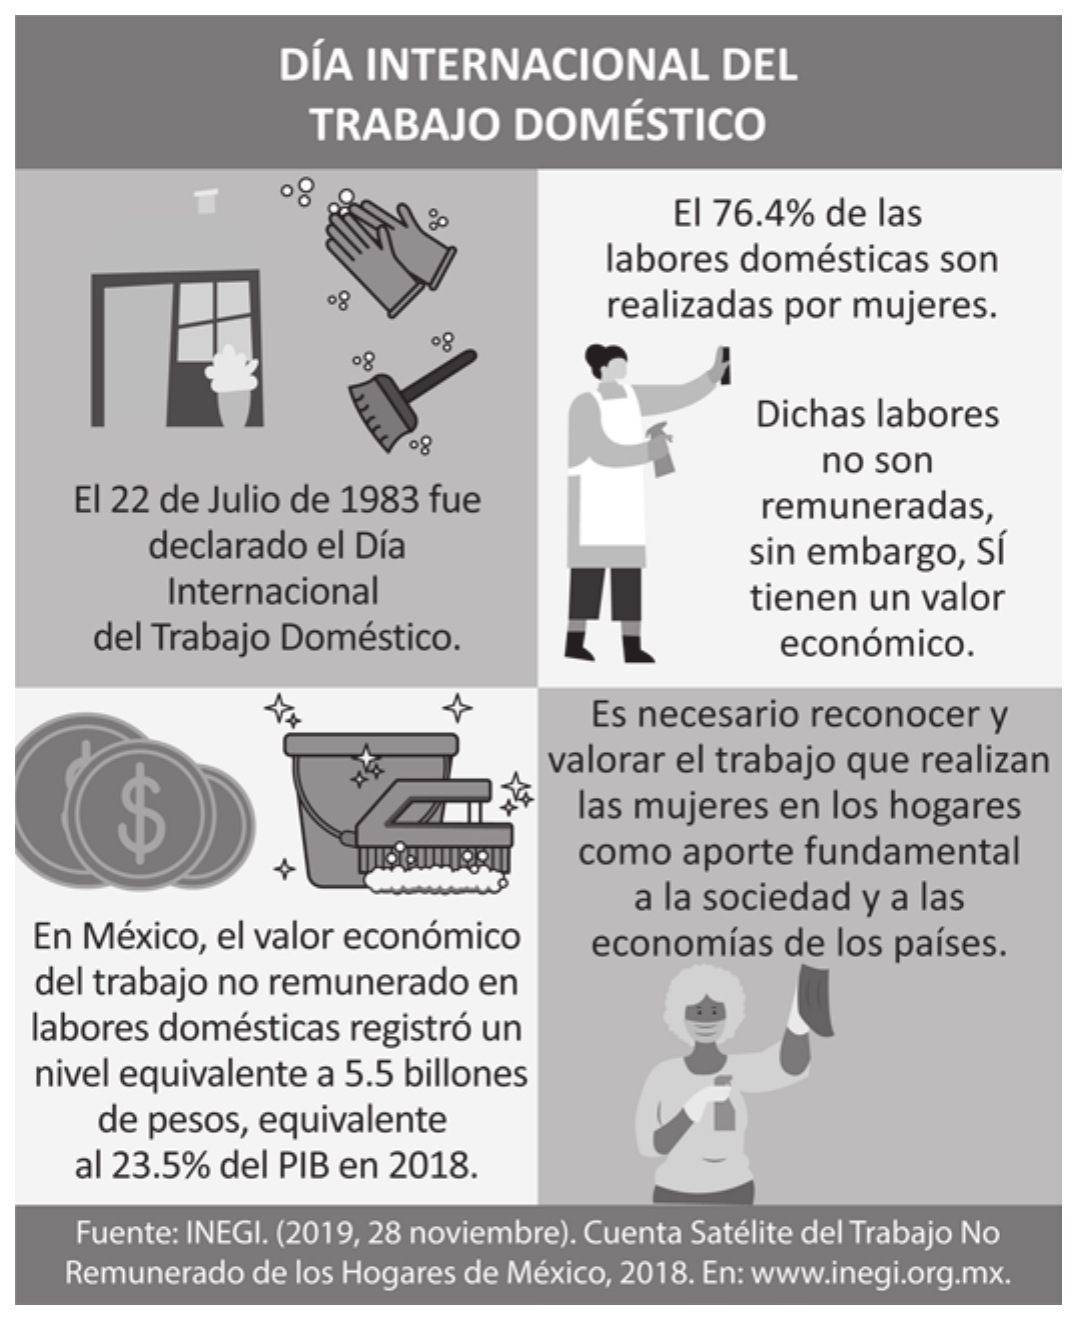 DÍA INTERNACIONAL DEL
TRABAJO DOMÉSTICO
El 22 de Julio de 1983 fue
declarado el Día
Internacional
del Trabajo Doméstico.
El 76.4% de las
labores domésticas son
realizadas por mujeres.
Dichas labores
no son
remuneradas,
sin embargo, SÍ
tienen un valor
económico.
$
$
En México, el valor económico
del trabajo no remunerado en
labores domésticas registró un
nivel equivalente a 5.5 billones
de pesos, equivalente
al 23.5% del PIB en 2018.
Es necesario reconocer y
valorar el trabajo que realizan
las mujeres en los hogares
como aporte fundamental
a la sociedad y a las
economías de los países.
Fuente: INEGI. (2019, 28 noviembre). Cuenta Satélite del Trabajo No
Remunerado de los Hogares de México, 2018. En: www.inegi.org.mx.